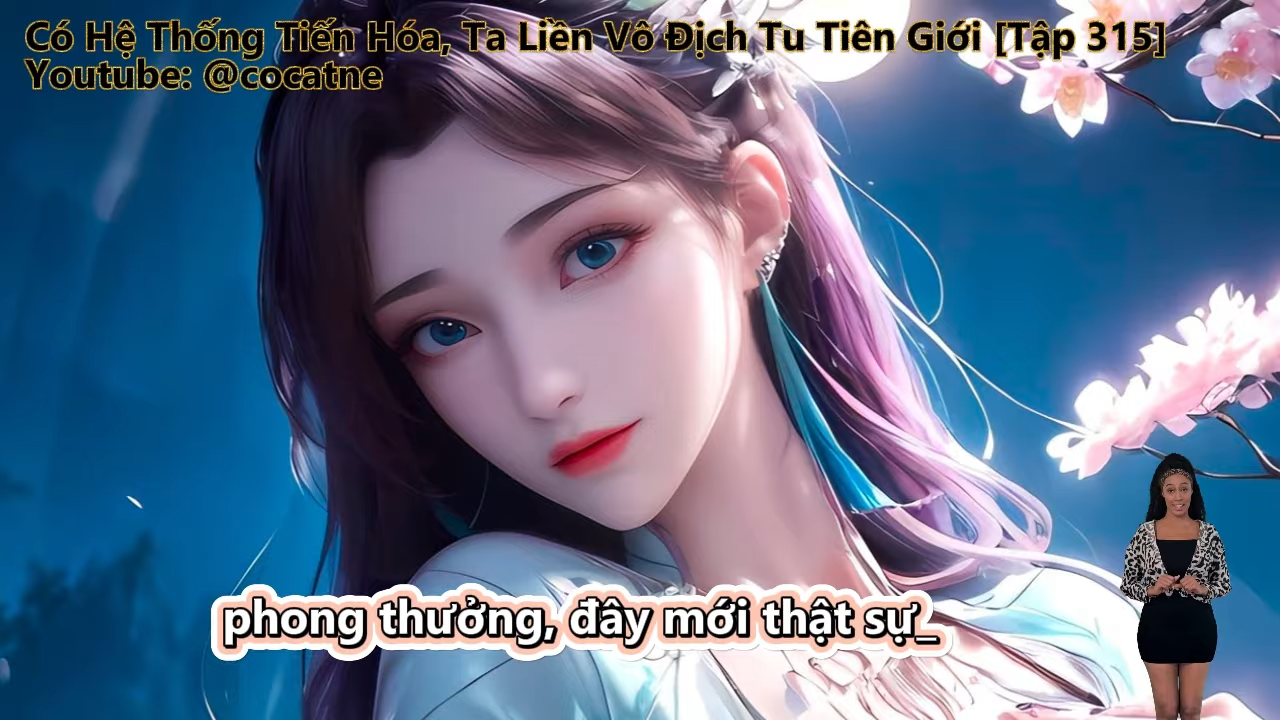 Có Hệ Thống Tiến Hóa, Ta Liền Vô Địch Tu Tiên Giới [Tập 315]
Youtube: @cocatne
phong thưởng, đây mới thật sự_